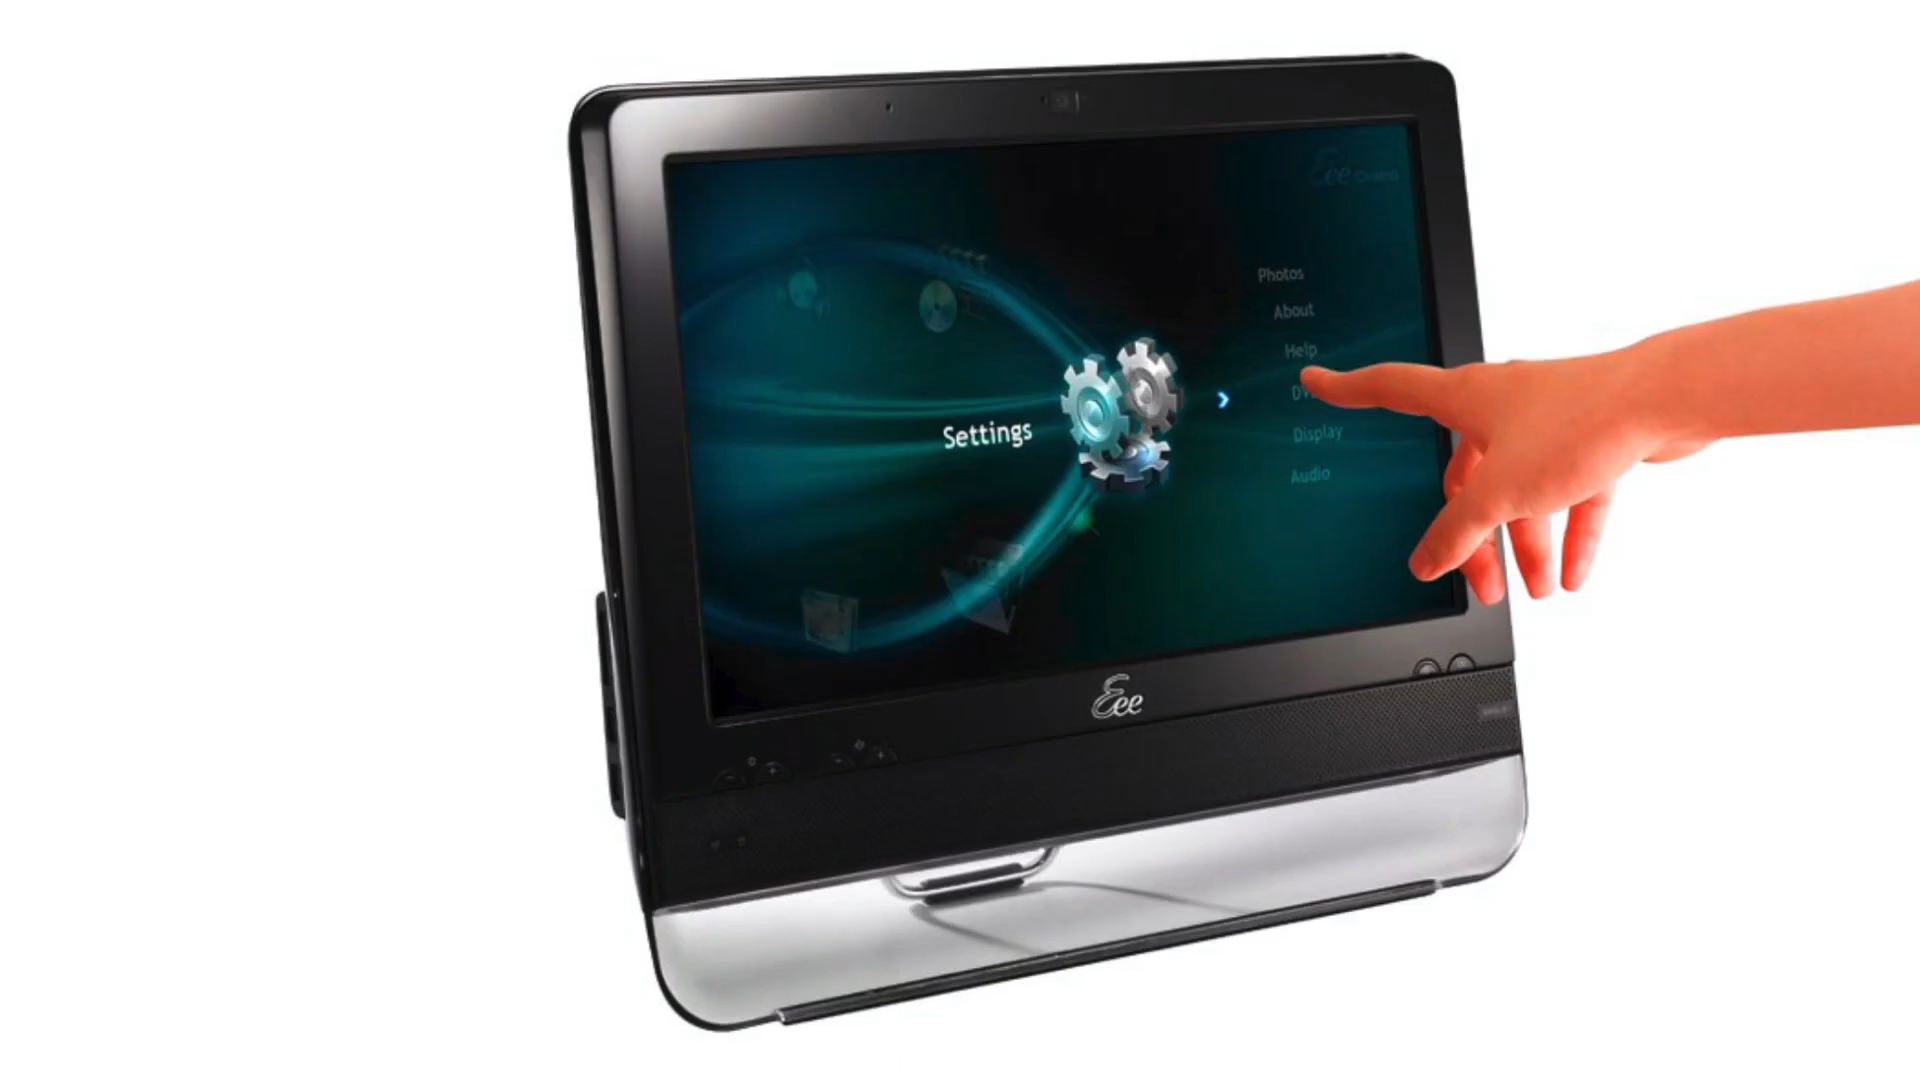 Eee Cinema
Photos
About
Help
Settings
Display
Audio
Eee